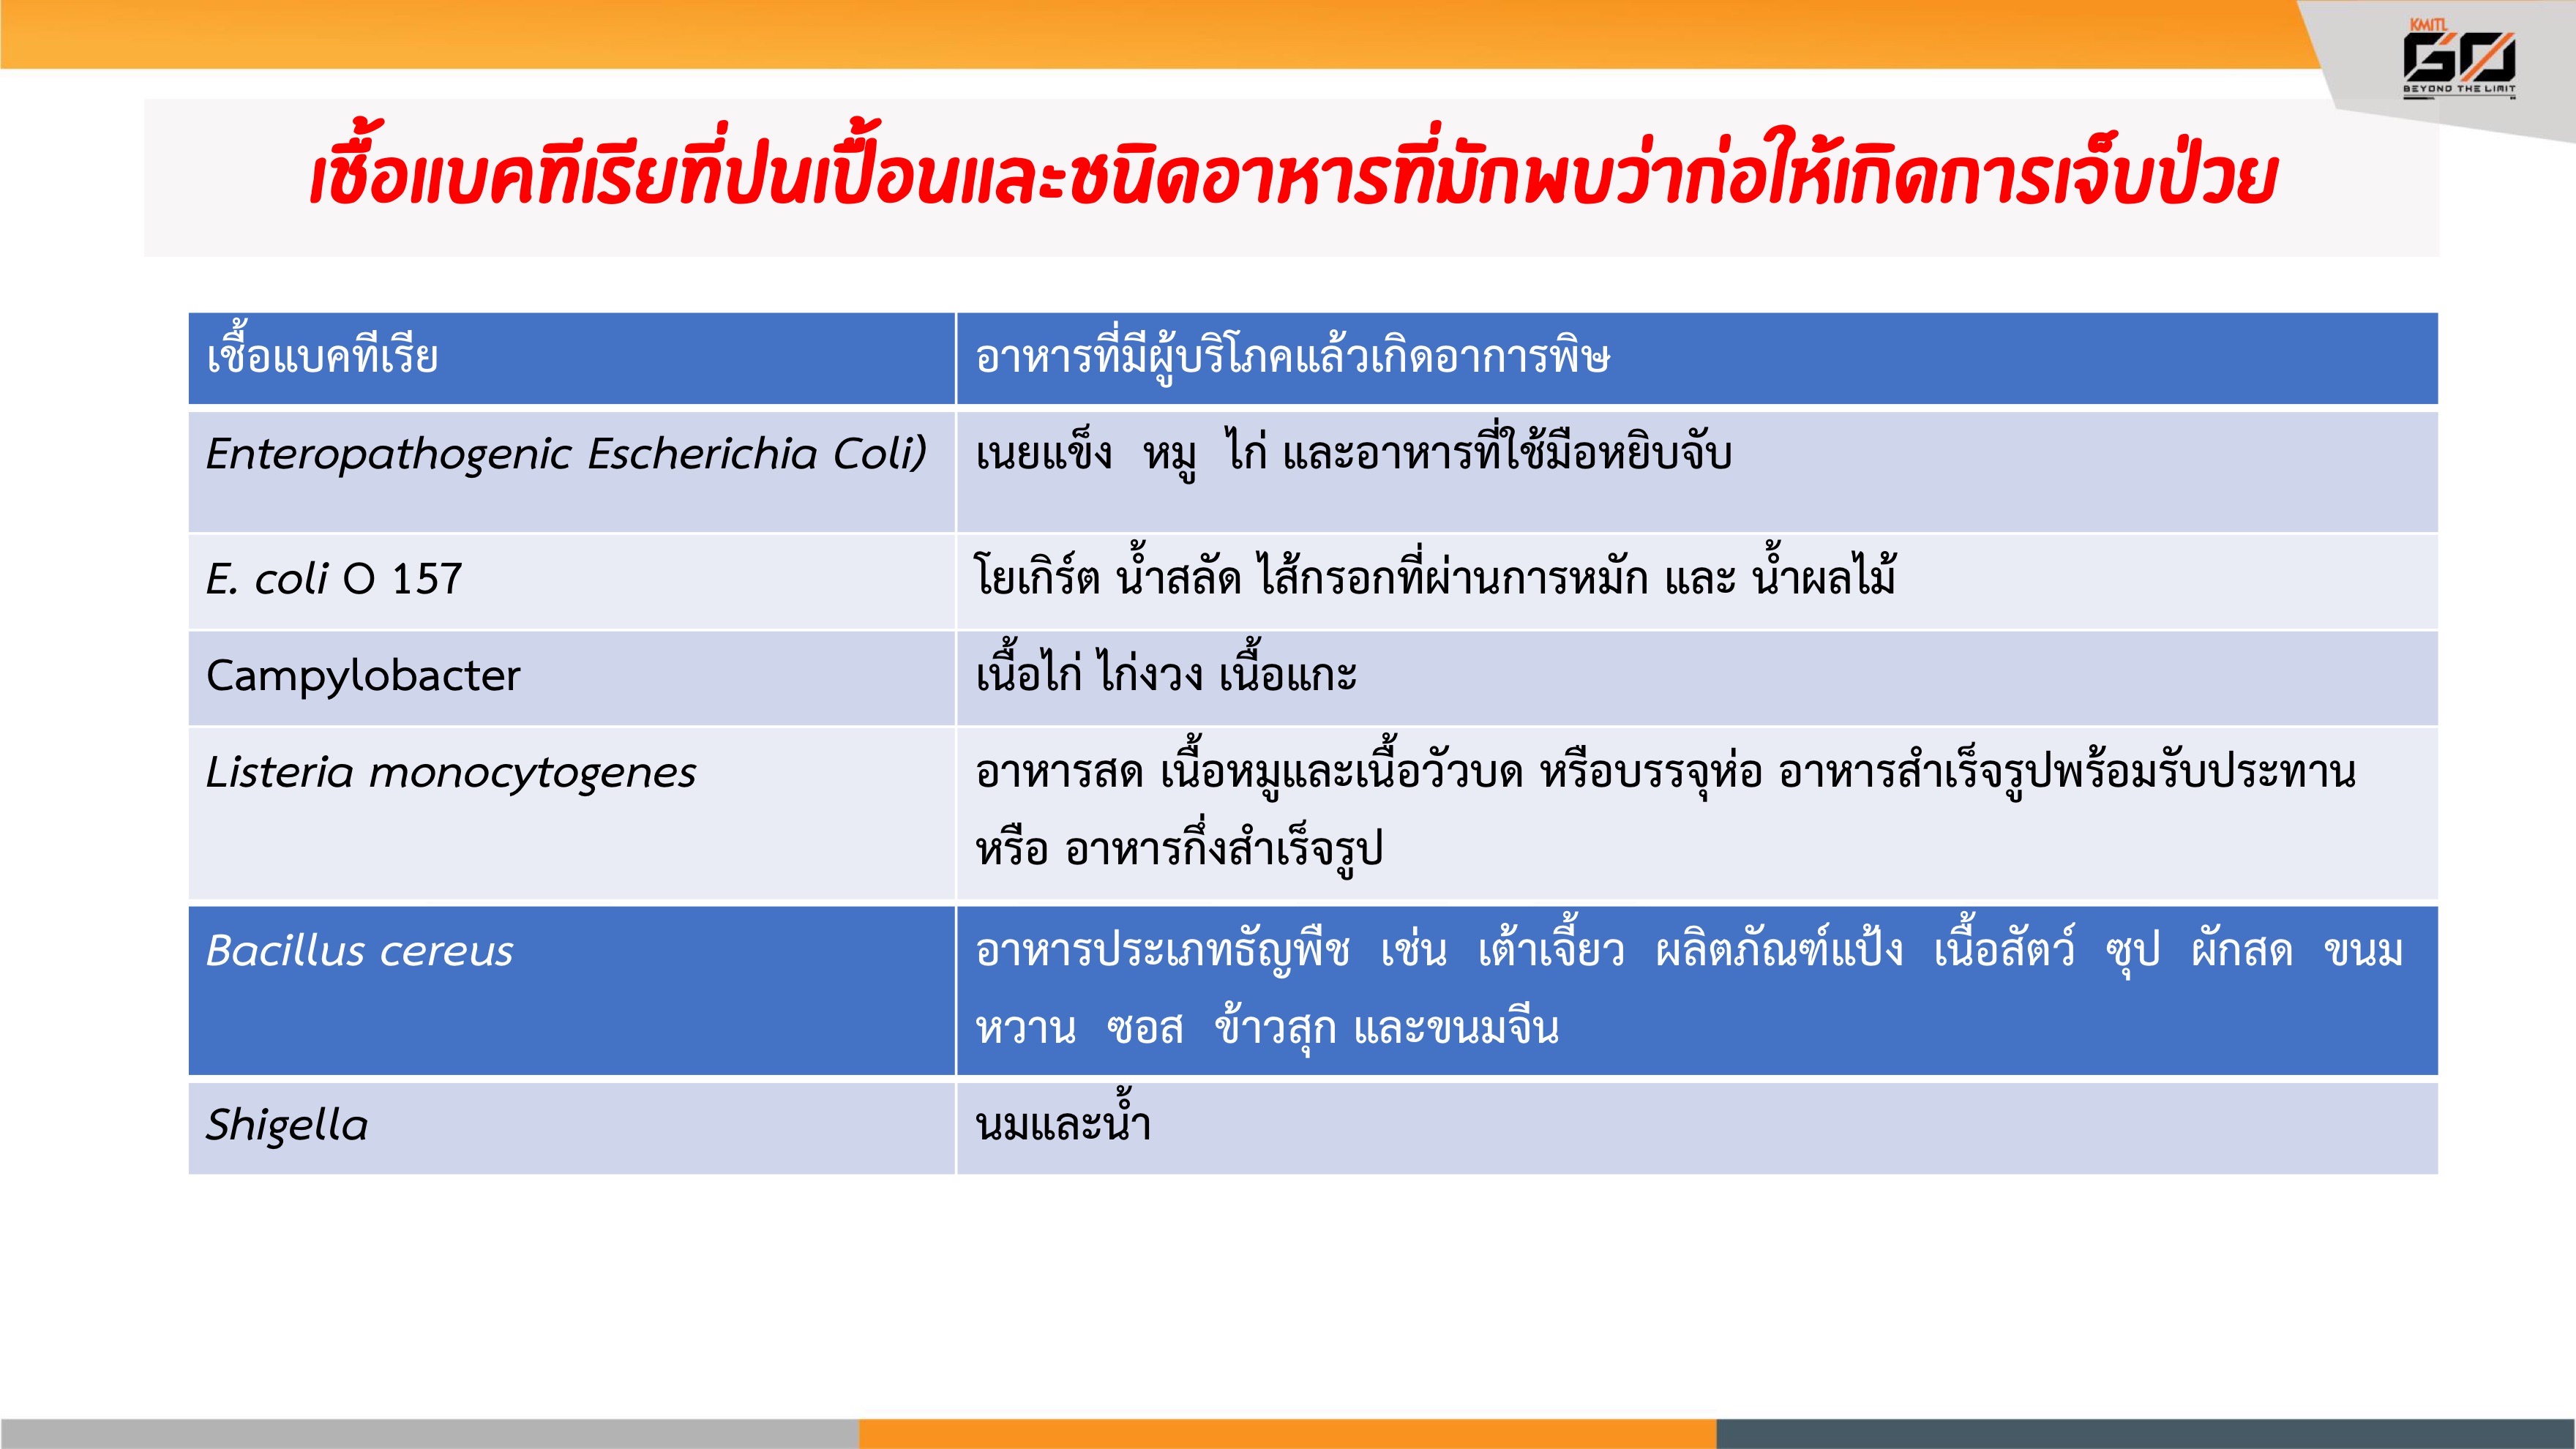 KMITL
GO
BEYOND THE LIMIT
เชื้อแบคทีเรียที่ปนเปื้อนและชนิดอาหารที่มักพบว่าก่อให้เกิดการเจ็บป่วย
เชื้อแบคทีเรีย อาหารที่มีผู้บริโภคแล้วเกิดอาการพิษ
Enteropathogenic Escherichia Coli) เนยแข็ง หมู ไก่ และอาหารที่ใช้มือหยิบจับ
E. coli O 157 โยเกิร์ต น้ำสลัด ไส้กรอกที่ผ่านการหมัก และ น้ำผลไม้
Campylobacter เนื้อไก่ ไก่งวง เนื้อแกะ
Listeria monocytogenes อาหารสด เนื้อหมูและเนื้อวัวบด หรือบรรจุห่อ อาหารสำเร็จรูปพร้อมรับประทาน
หรือ อาหารกึ่งสำเร็จรูป
Bacillus cereus อาหารประเภทธัญพืช เช่น เต้าเจี้ยว ผลิตภัณฑ์แป้ง เนื้อสัตว์ ซุป ผักสด ขนม
หวาน ซอส ข้าวสุก และขนมจีน
Shigella นมและน้ำ